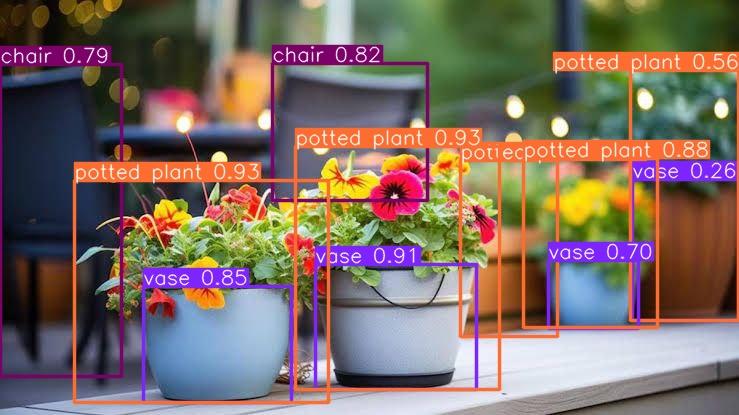 chair 0.79
chair 0.82
potted plant 0.56
potted plant 0.93
potted plant 0.93
potted plant 0.88
vase 0.26
vase 0.85
vase 0.91
vase 0.70